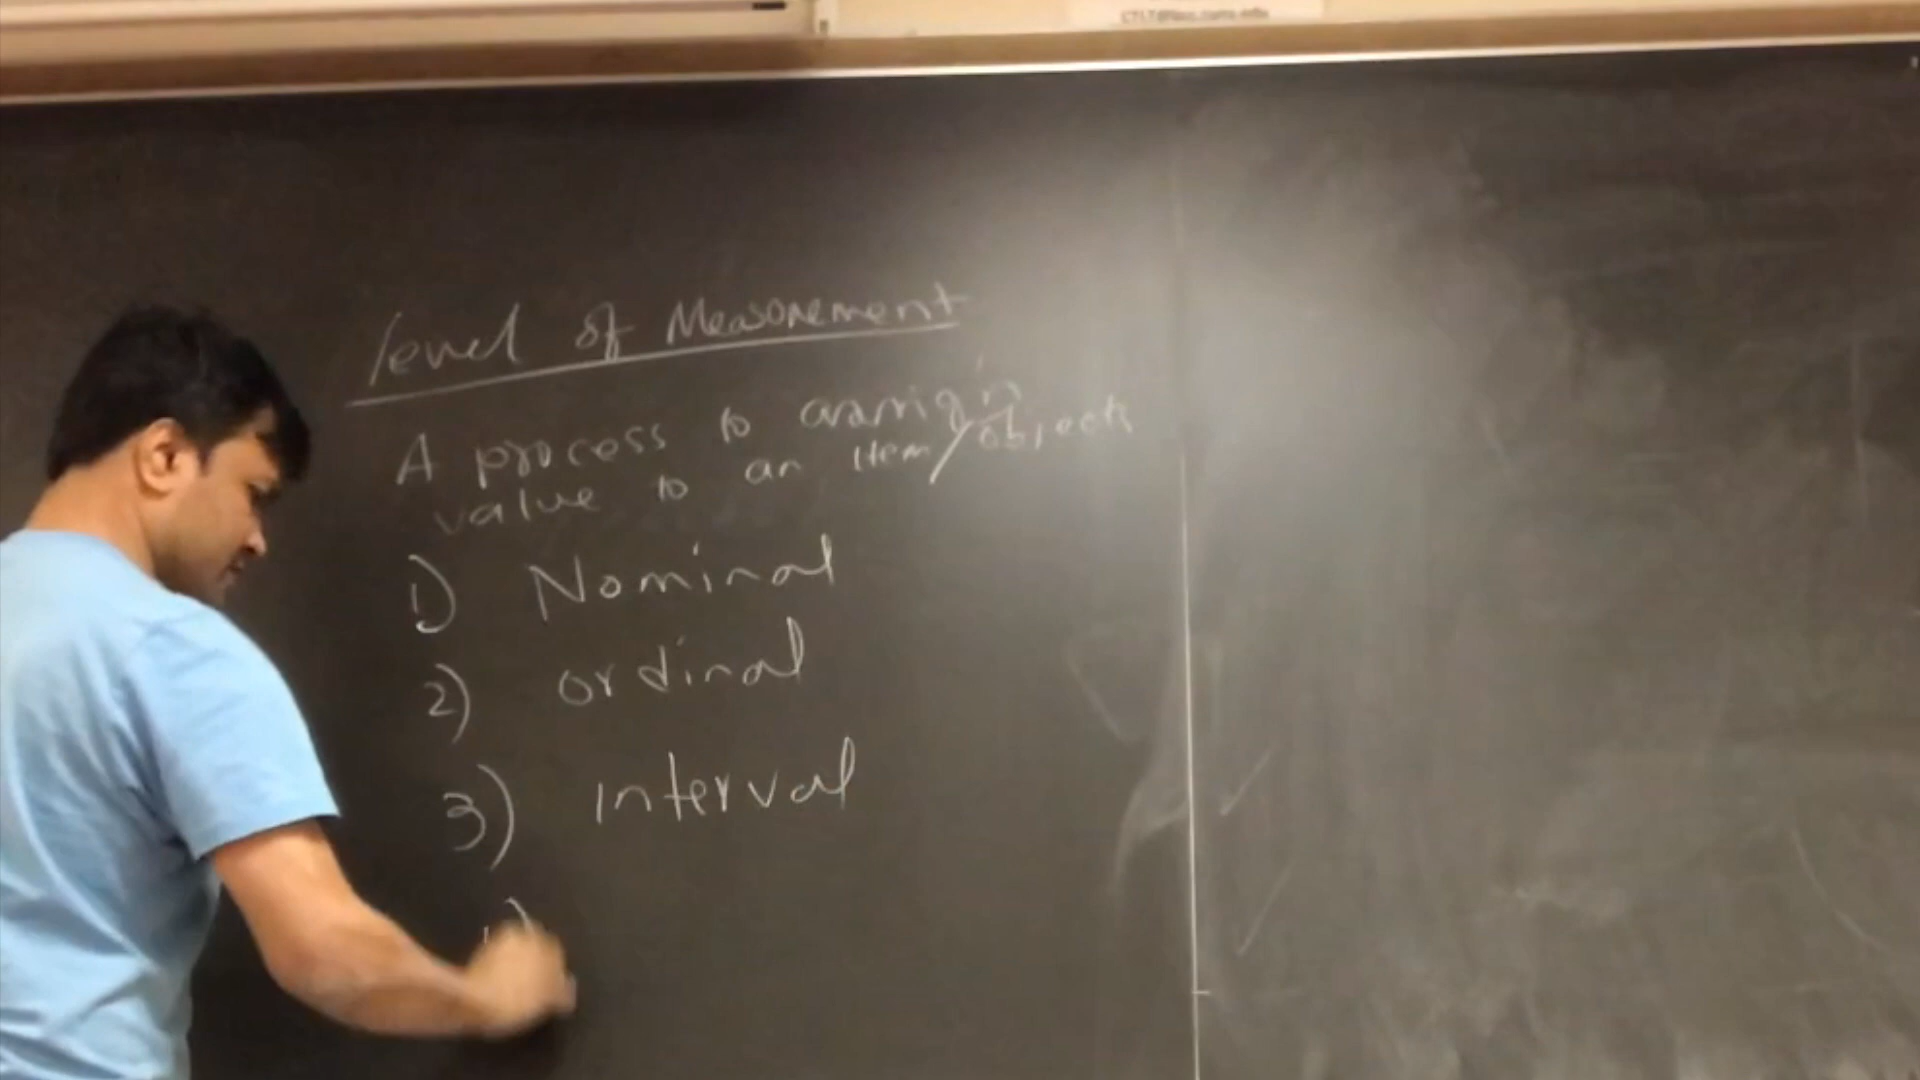 level of Measurement
A process to assign
value to an item/objects
1) Nominal
2) ordinal
3) interval